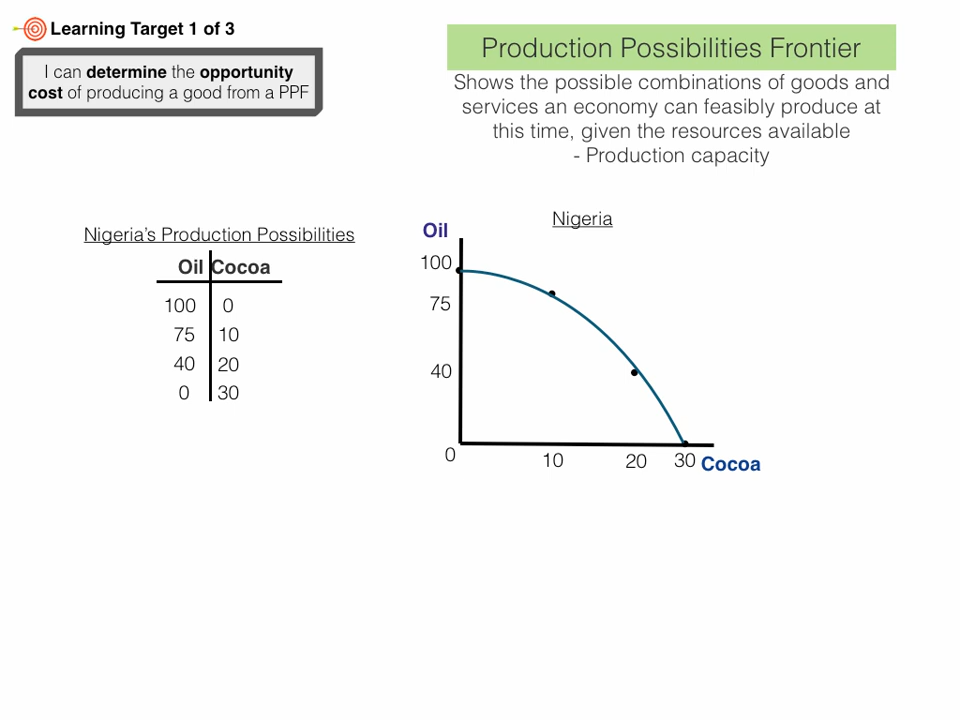 Learning Target 1 of 3
I can determine the opportunity
cost of producing a good from a PPF
Production Possibilities Frontier
Shows the possible combinations of goods and
services an economy can feasibly produce at
this time, given the resources available
- Production capacity
Nigeria's Production Possibilities
Oil Cocoa
100 0
75 10
40 20
0 30
Nigeria
Oil
100
75
40
0
10 20 30 Cocoa